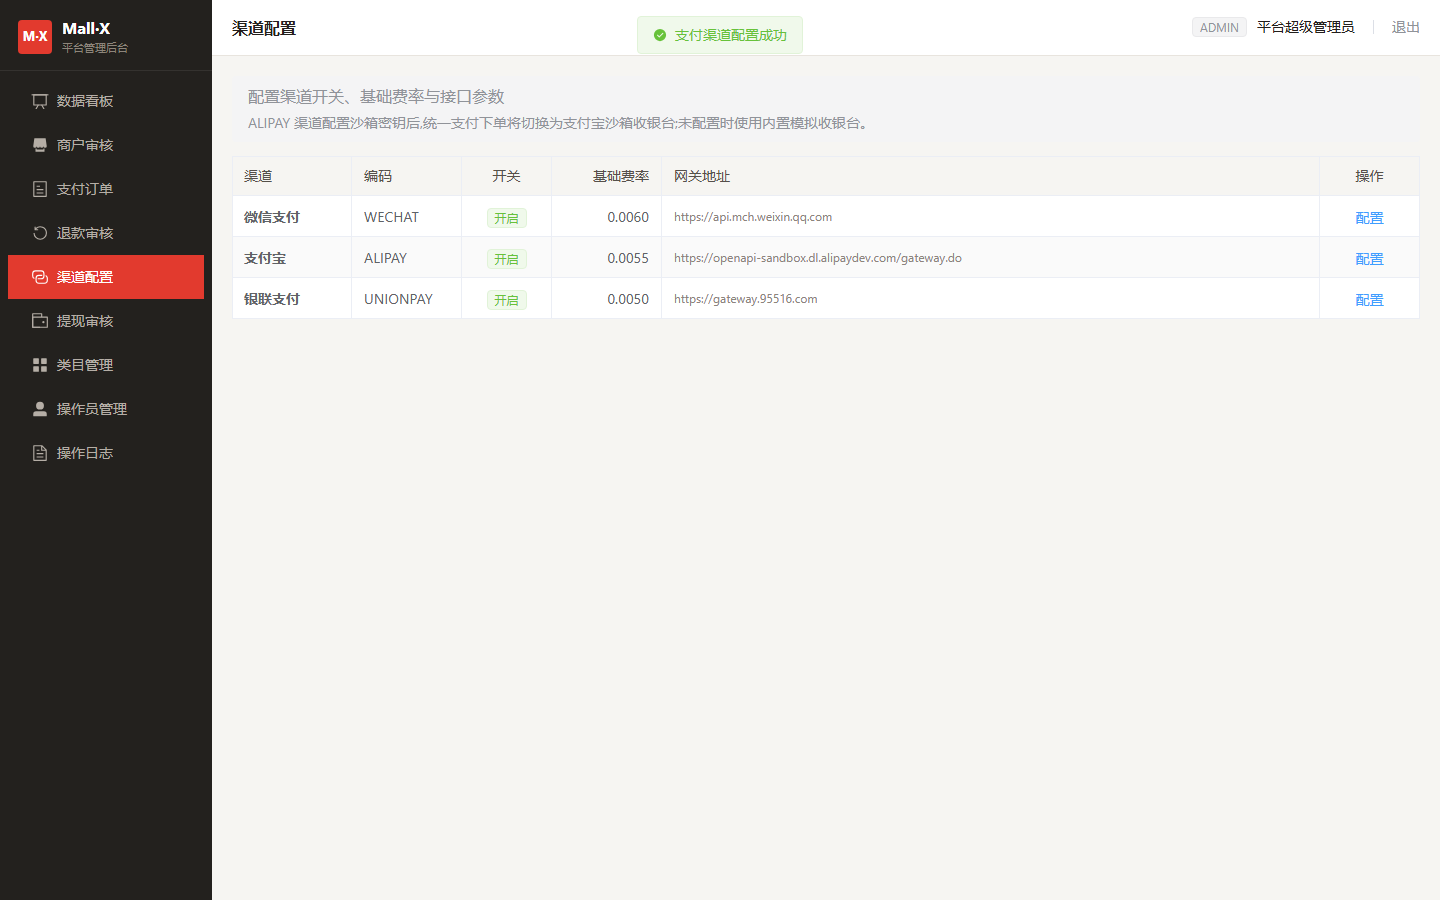 M·X
Mall·X
平台管理后台
数据看板
商户审核
支付订单
退款审核
渠道配置
提现审核
类目管理
操作员管理
操作日志
渠道配置
支付渠道配置成功
ADMIN 平台超级管理员 退出
配置渠道开关、基础费率与接口参数
ALIPAY 渠道配置沙箱密钥后,统一支付下单将切换为支付宝沙箱收银台;未配置时使用内置模拟收银台。
渠道 编码 开关 基础费率 网关地址 操作
微信支付 WECHAT 开启 0.0060 https://api.mch.weixin.qq.com 配置
支付宝 ALIPAY 开启 0.0055 https://openapi-sandbox.dl.alipaydev.com/gateway.do 配置
银联支付 UNIONPAY 开启 0.0050 https://gateway.95516.com 配置